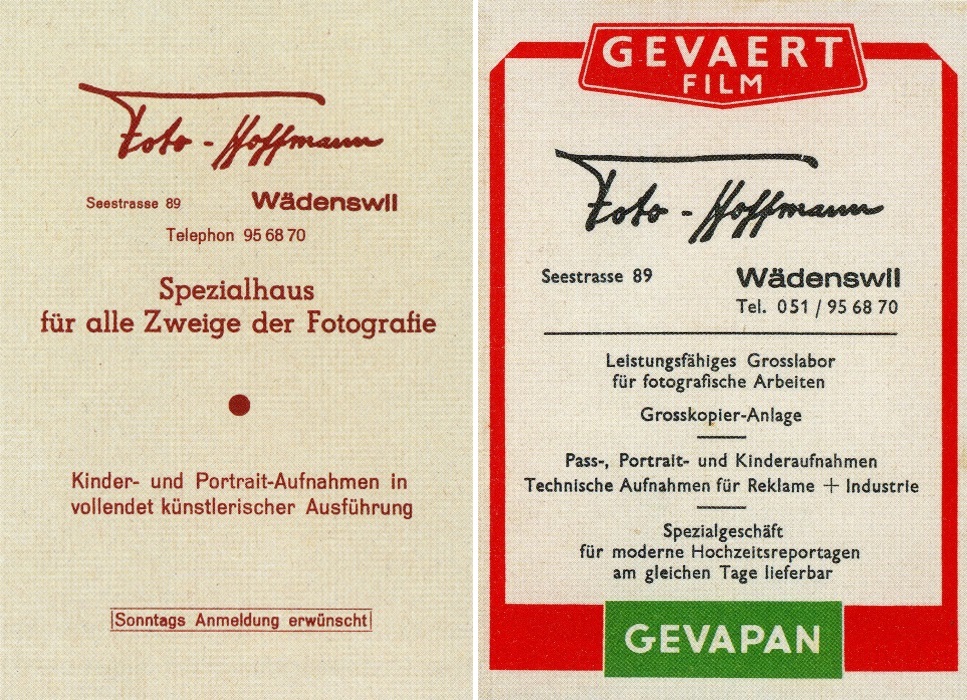 Foto-Hoffmann
Seestrasse 89 Wädenswil
Telephon 95 68 70
Spezialhaus
für alle Zweige der Fotografie
Kinder- und Portrait-Aufnahmen in
vollendet künstlerischer Ausführung
Sonntags Anmeldung erwünscht
GEVAERT
FILM
Foto-Hoffmann
Seestrasse 89 Wädenswil
Tel. 051 / 95 68 70
Leistungsfähiges Grosslabor
für fotografische Arbeiten
Grosskopier-Anlage
Pass-, Portrait- und Kinderaufnahmen
Technische Aufnahmen für Reklame + Industrie
Spezialgeschäft
für moderne Hochzeitsreportagen
am gleichen Tage lieferbar
GEVAPAN